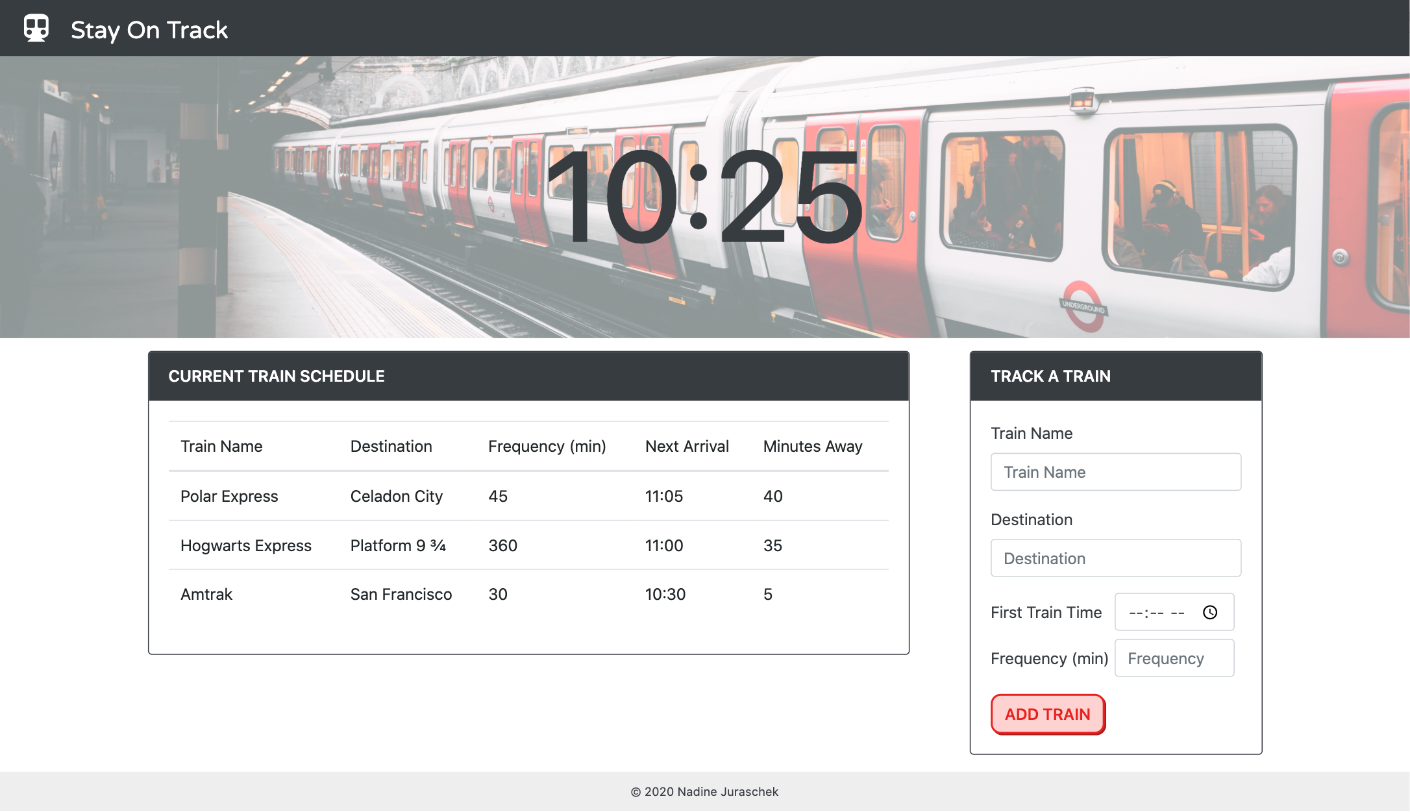 Stay On Track
10:25
UNDERGROUND
CURRENT TRAIN SCHEDULE
Train Name Destination Frequency (min) Next Arrival Minutes Away
Polar Express Celadon City 45 11:05 40
Hogwarts Express Platform 9 ¾ 360 11:00 35
Amtrak San Francisco 30 10:30 5
TRACK A TRAIN
Train Name
Train Name
Destination
Destination
First Train Time --:-- --
Frequency (min) Frequency
ADD TRAIN
© 2020 Nadine Juraschek